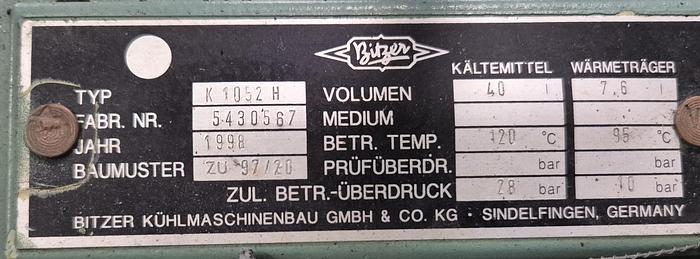 Bitzer
KÄLTEMITTEL WÄRMETRÄGER
TYP K 1052 H VOLUMEN 40 l 7,6 l
FABR. NR. 5430567 MEDIUM
JAHR 1998 BETR. TEMP. 120 °C 95 °C
BAUMUSTER ZU 97/20 PRÜFÜBERDR. bar bar
ZUL. BETR.-ÜBERDRUCK 28 bar 10 bar
BITZER KÜHLMASCHINENBAU GMBH & CO. KG · SINDELFINGEN, GERMANY